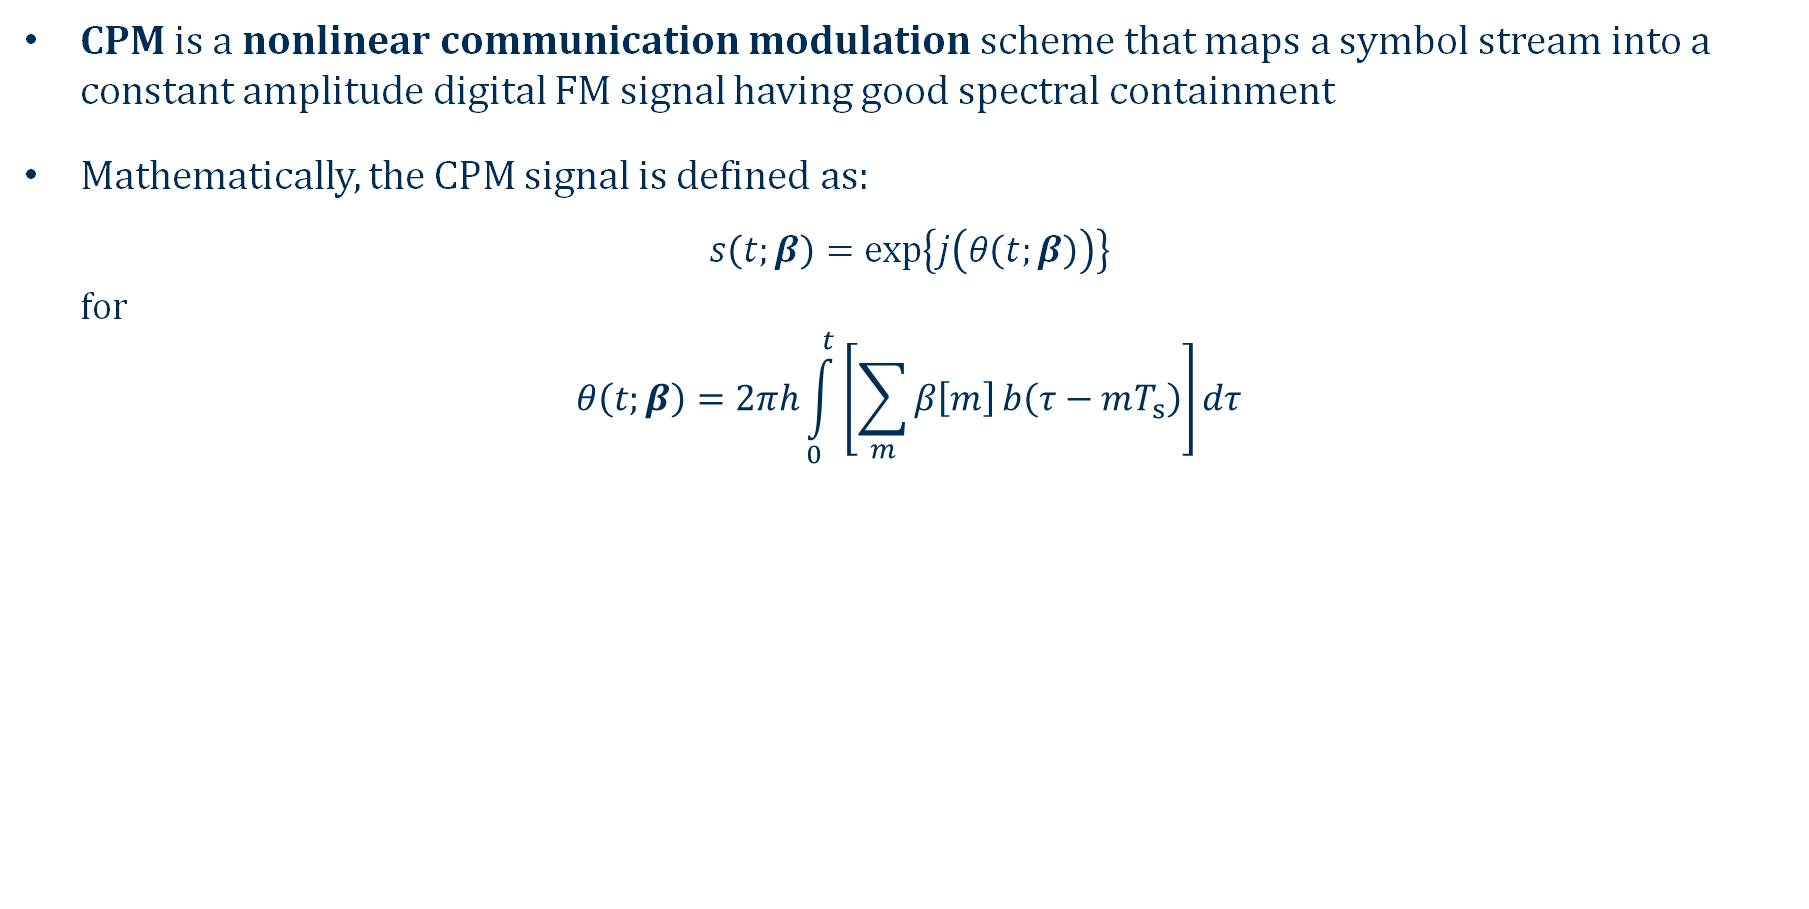 • CPM is a nonlinear communication modulation scheme that maps a symbol stream into a
constant amplitude digital FM signal having good spectral containment
• Mathematically, the CPM signal is defined as:
s(t; β) = exp{j(θ(t; β))}
for
θ(t; β) = 2πh ∫₀ᵗ [∑ₘ β[m] b(τ − mTₛ)] dτ